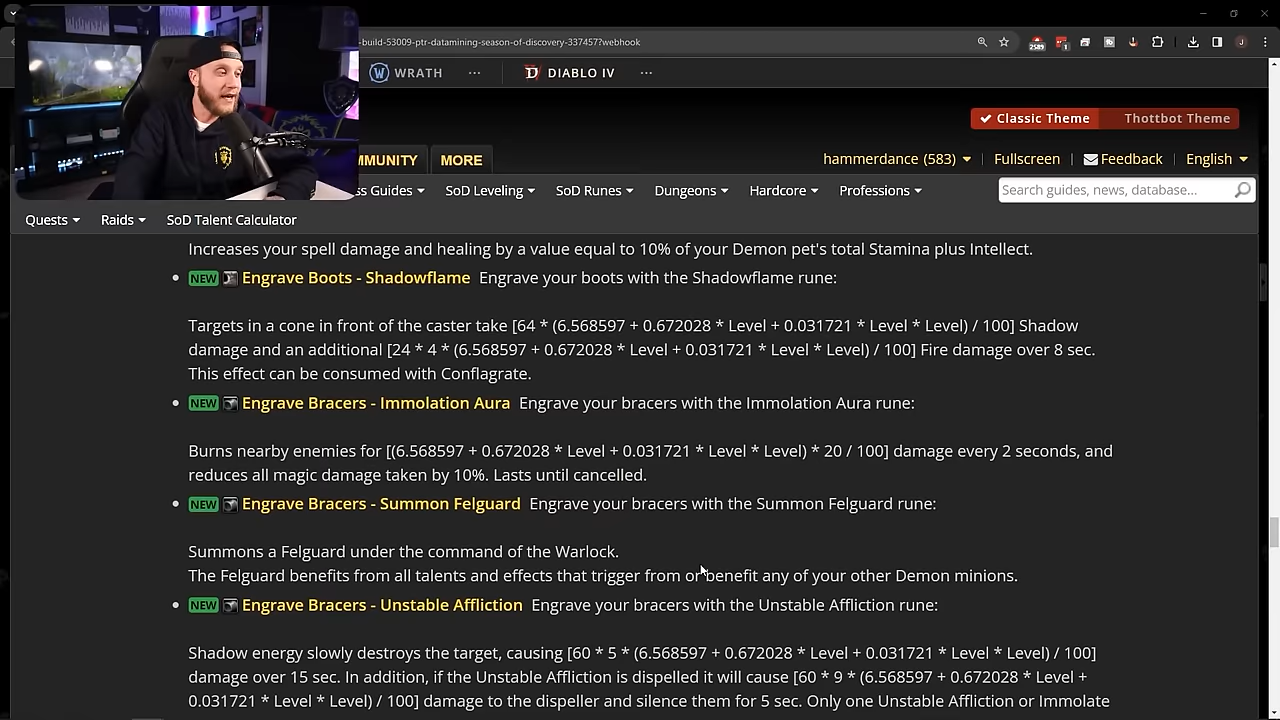 -build-53009-ptr-datamining-season-of-discovery-337457?webhook
2589
1
J
WRATH
DIABLO IV
Classic Theme
Thottbot Theme
MMUNITY
MORE
hammerdance (583)
Fullscreen
Feedback
English
ss Guides
SoD Leveling
SoD Runes
Dungeons
Hardcore
Professions
Search guides, news, database...
Quests
Raids
SoD Talent Calculator
Increases your spell damage and healing by a value equal to 10% of your Demon pet's total Stamina plus Intellect.
NEW Engrave Boots - Shadowflame Engrave your boots with the Shadowflame rune:
Targets in a cone in front of the caster take [64 * (6.568597 + 0.672028 * Level + 0.031721 * Level * Level) / 100] Shadow
damage and an additional [24 * 4 * (6.568597 + 0.672028 * Level + 0.031721 * Level * Level) / 100] Fire damage over 8 sec.
This effect can be consumed with Conflagrate.
NEW Engrave Bracers - Immolation Aura Engrave your bracers with the Immolation Aura rune:
Burns nearby enemies for [(6.568597 + 0.672028 * Level + 0.031721 * Level * Level) * 20 / 100] damage every 2 seconds, and
reduces all magic damage taken by 10%. Lasts until cancelled.
NEW Engrave Bracers - Summon Felguard Engrave your bracers with the Summon Felguard rune:
Summons a Felguard under the command of the Warlock.
The Felguard benefits from all talents and effects that trigger from or benefit any of your other Demon minions.
NEW Engrave Bracers - Unstable Affliction Engrave your bracers with the Unstable Affliction rune:
Shadow energy slowly destroys the target, causing [60 * 5 * (6.568597 + 0.672028 * Level + 0.031721 * Level * Level) / 100]
damage over 15 sec. In addition, if the Unstable Affliction is dispelled it will cause [60 * 9 * (6.568597 + 0.672028 * Level +
0.031721 * Level * Level) / 100] damage to the dispeller and silence them for 5 sec. Only one Unstable Affliction or Immolate